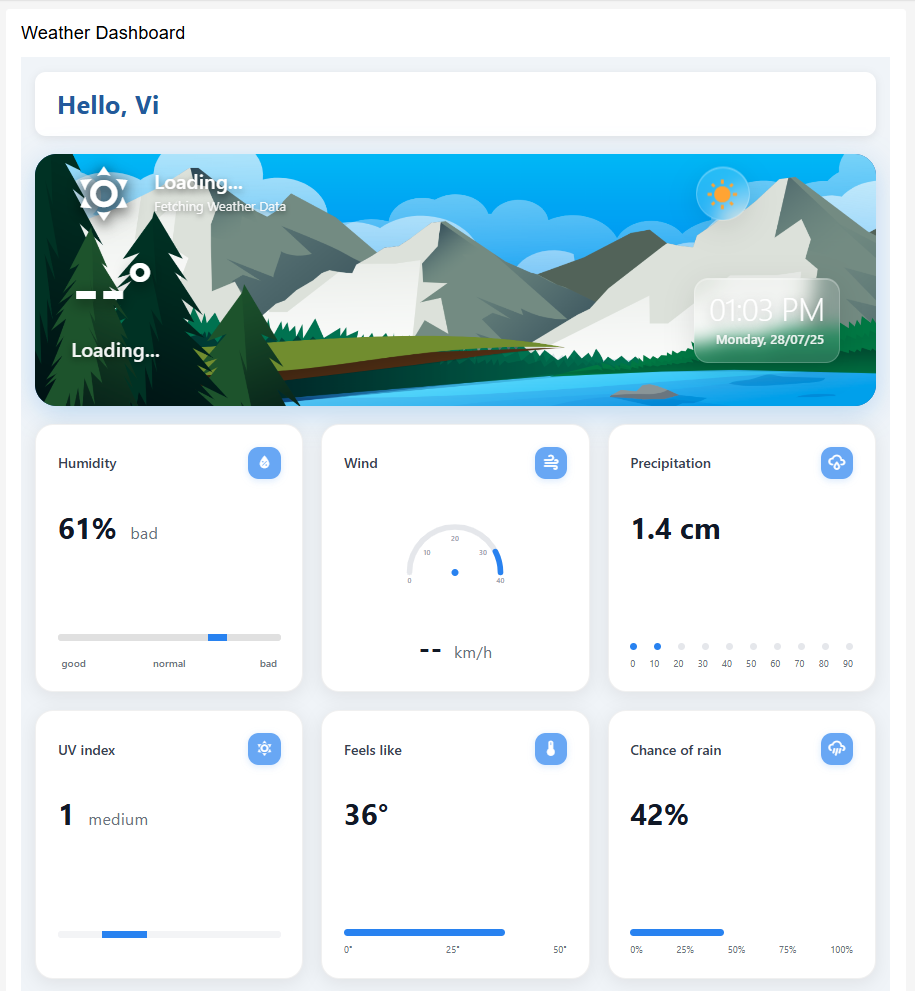 Weather Dashboard
Hello, Vi
Loading...
Fetching Weather Data
--°
Loading...
01:03 PM
Monday, 28/07/25
Humidity
61% bad
good normal bad
Wind
0 10 20 30 40
-- km/h
Precipitation
1.4 cm
0 10 20 30 40 50 60 70 80 90
UV index
1 medium
Feels like
36°
0° 25° 50°
Chance of rain
42%
0% 25% 50% 75% 100%